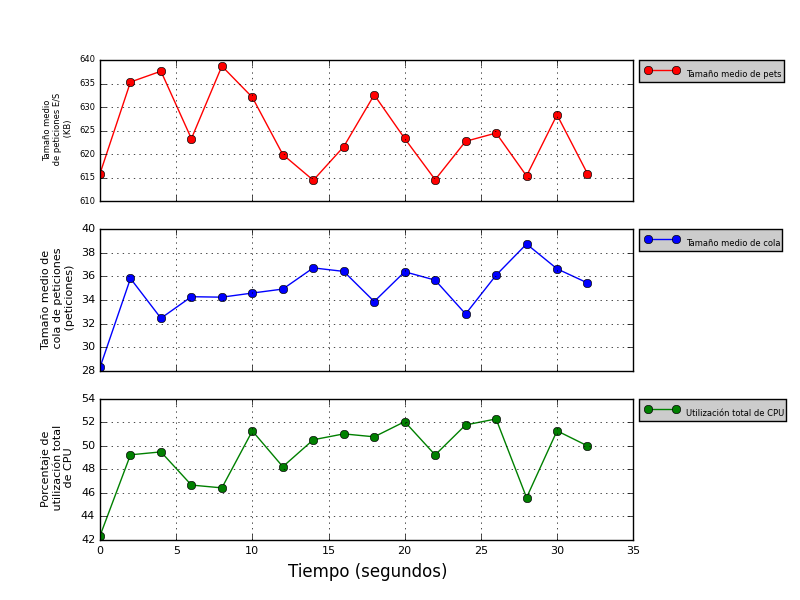 640
635
630
625
620
615
610
Tamaño medio
de peticiones E/S
(KB)
Tamaño medio de pets
40
38
36
34
32
30
28
Tamaño medio de
cola de peticiones
(peticiones)
Tamaño medio de cola
54
52
50
48
46
44
42
Porcentaje de
utilización total
de CPU
Utilización total de CPU
0 5 10 15 20 25 30 35
Tiempo (segundos)